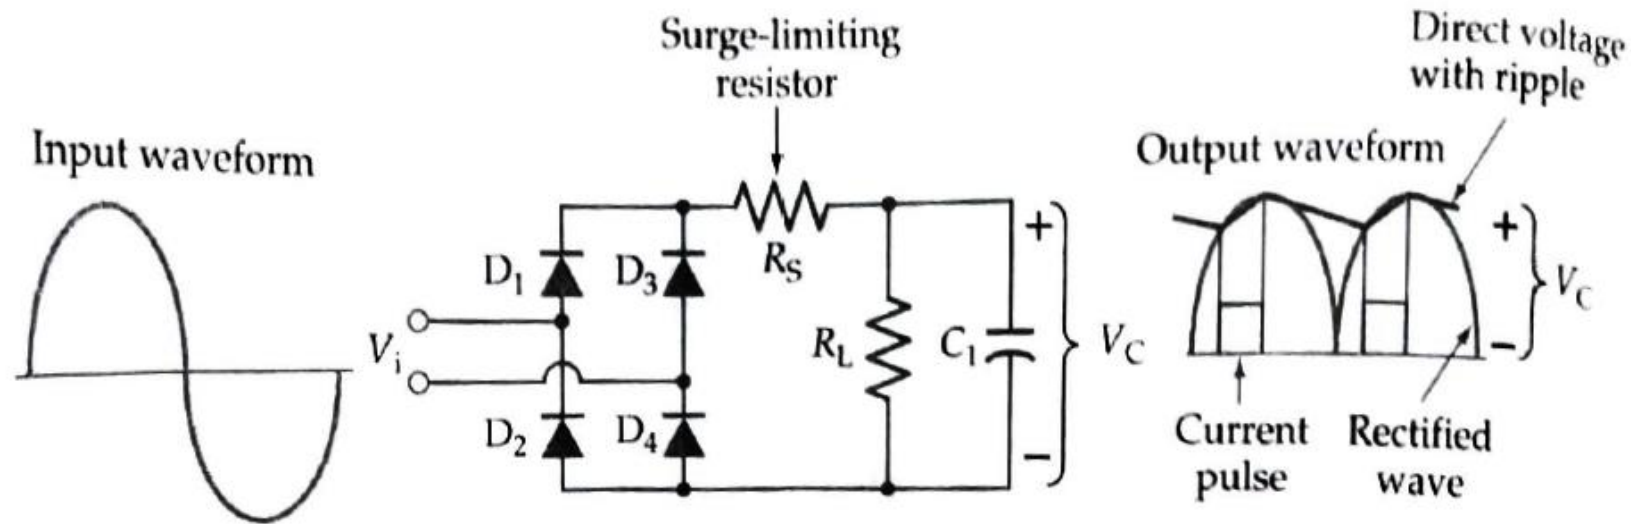 Surge-limiting
resistor
Direct voltage
with ripple
Input waveform
Output waveform
R_S
D_1
D_3
V_i
R_L
C_1
+
-
V_C
D_2
D_4
+
-
V_C
Current
pulse
Rectified
wave